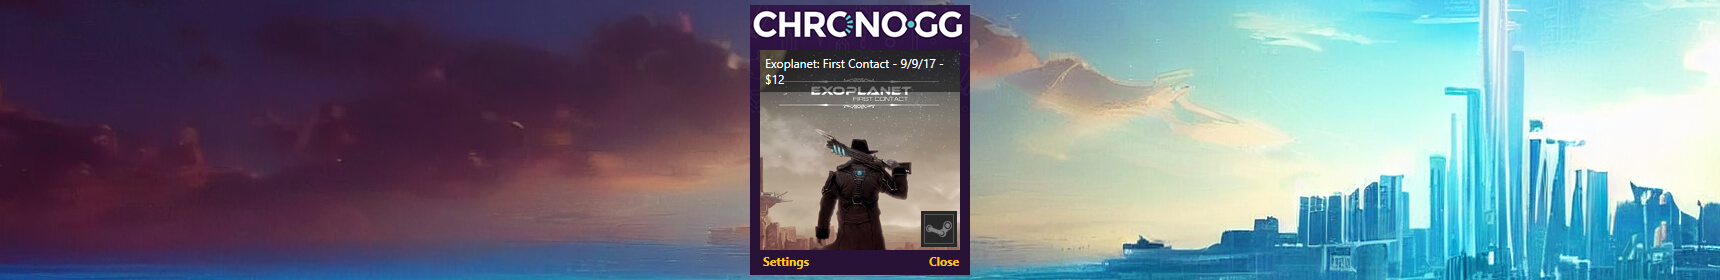 CHRONO.GG
Exoplanet: First Contact - 9/9/17 -
$12
EXOPLANET
FIRST CONTACT
Settings
Close